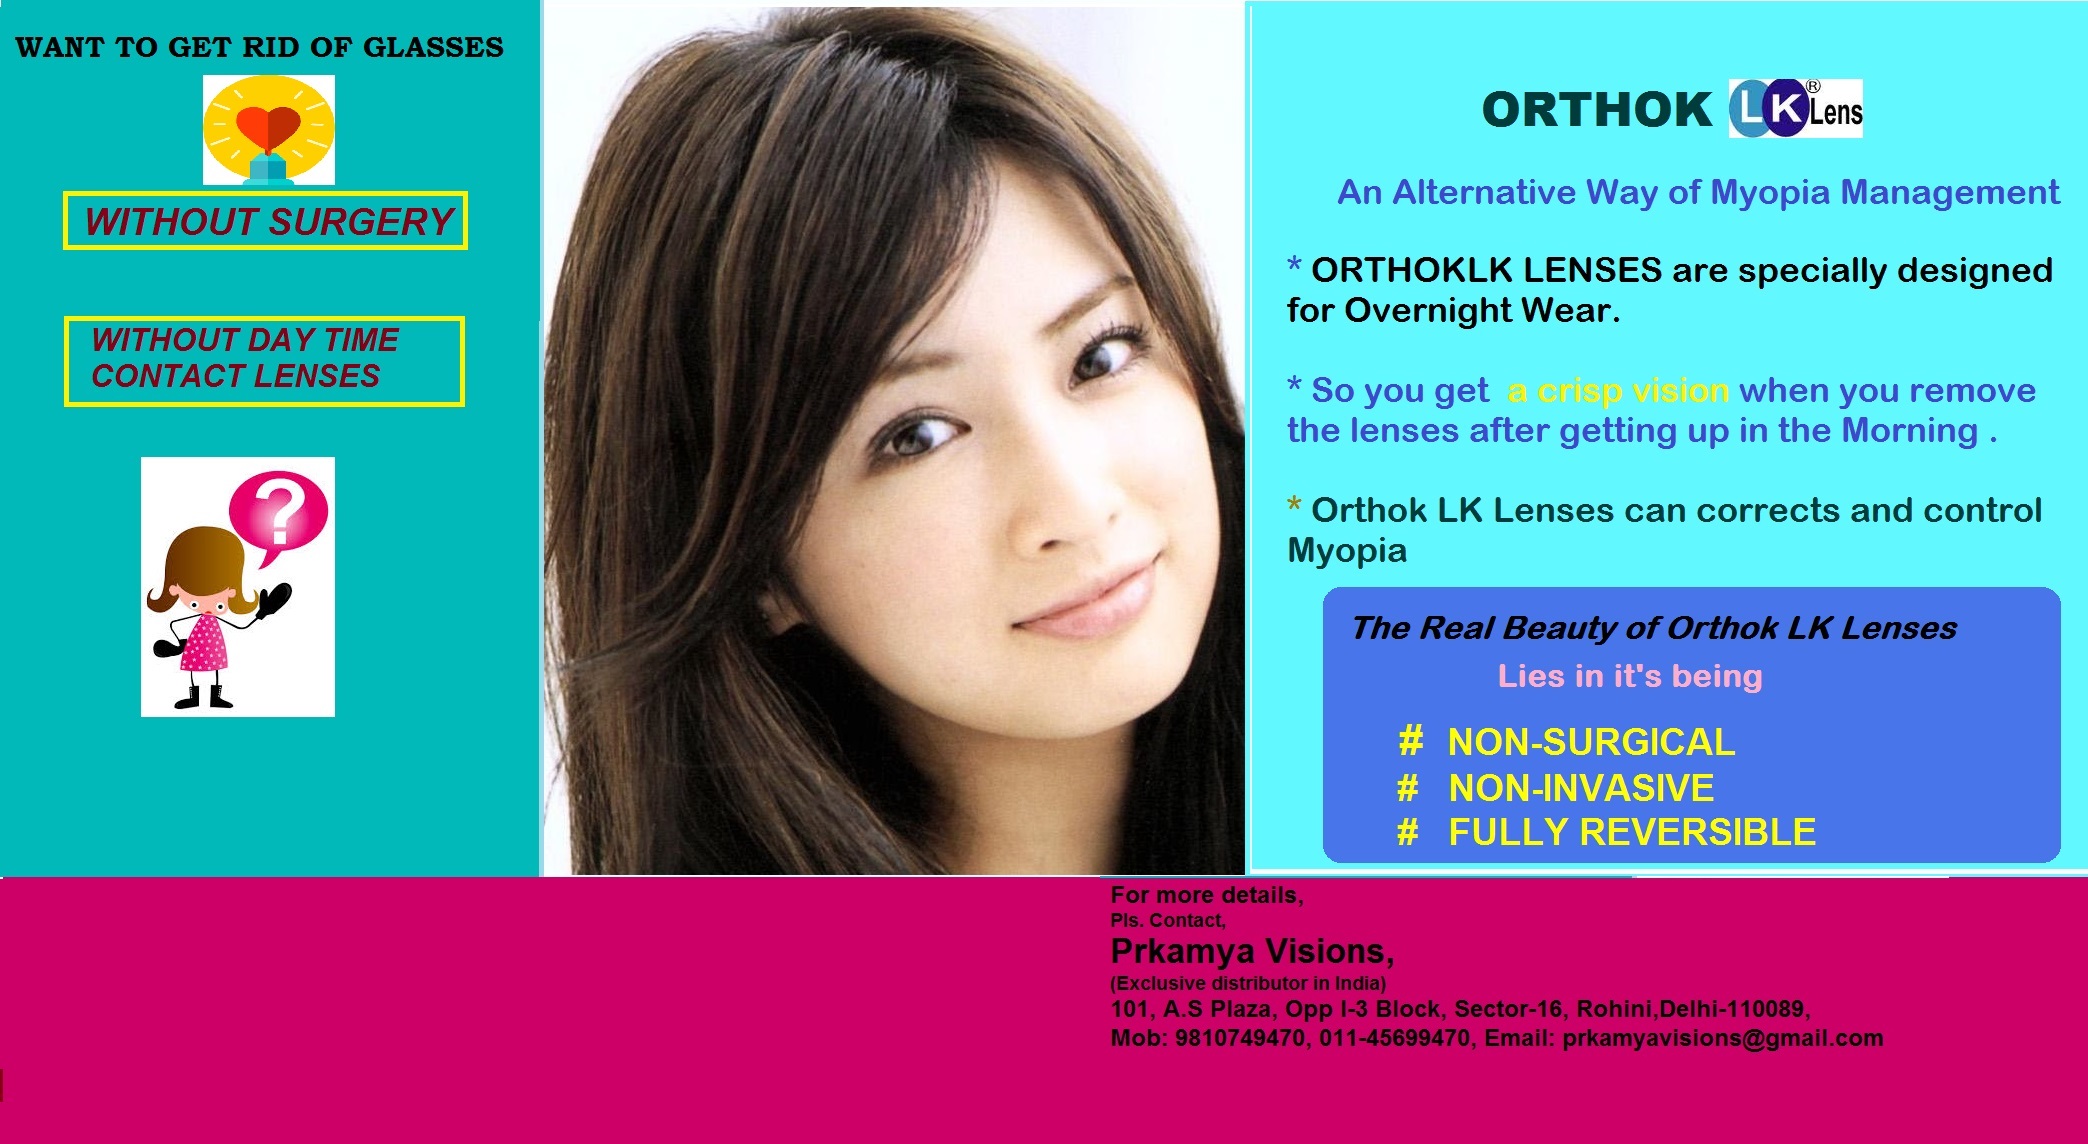 WANT TO GET RID OF GLASSES
WITHOUT SURGERY
WITHOUT DAY TIME
CONTACT LENSES
?
ORTHOK LK® Lens
An Alternative Way of Myopia Management
* ORTHOKLK LENSES are specially designed
for Overnight Wear.
* So you get a crisp vision when you remove
the lenses after getting up in the Morning .
* Orthok LK Lenses can corrects and control
Myopia
The Real Beauty of Orthok LK Lenses
Lies in it's being
# NON-SURGICAL
# NON-INVASIVE
# FULLY REVERSIBLE
For more details,
Pls. Contact,
Prkamya Visions,
(Exclusive distributor in India)
101, A.S Plaza, Opp I-3 Block, Sector-16, Rohini,Delhi-110089,
Mob: 9810749470, 011-45699470, Email: prkamyavisions@gmail.com